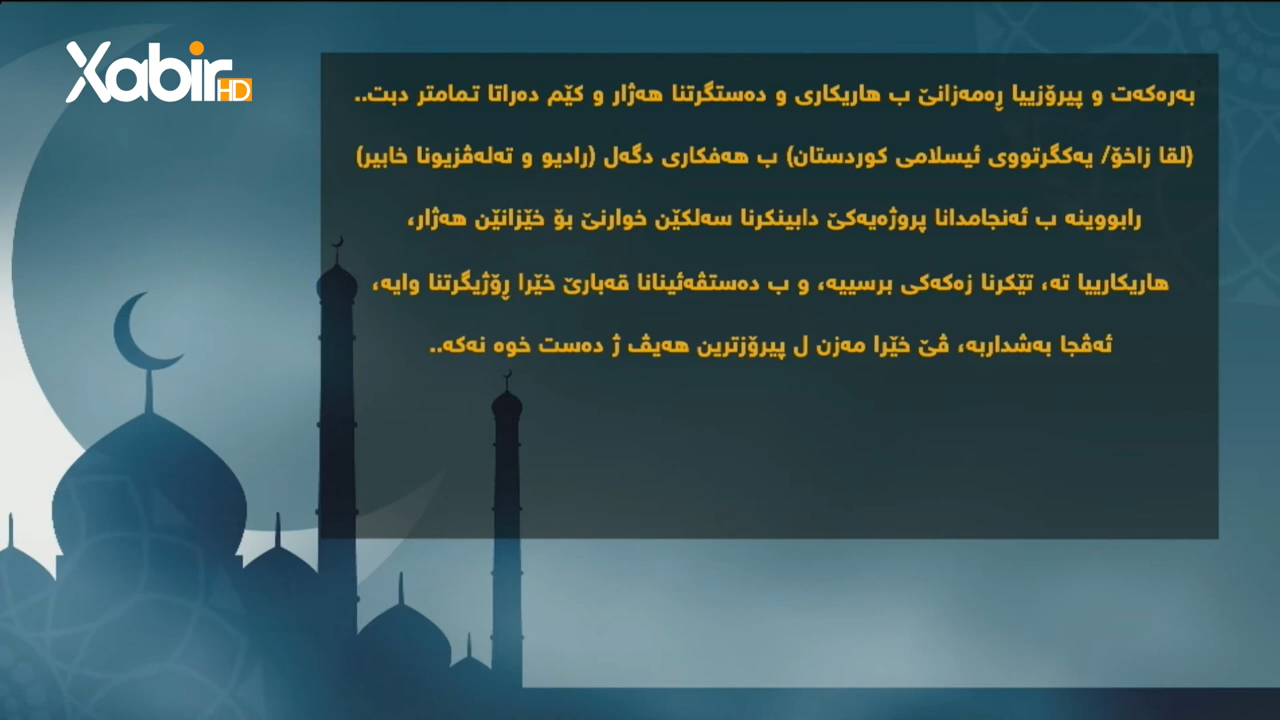 Xabir HD
بەرەکەت و پیرۆزییا ڕەمەزانێ ب هاریکاری و دەستگرتنا هەژار و کێم دەراتا تمامتر دبت..
(لقا زاخۆ/ یەکگرتووی ئیسلامی کوردستان) ب هەفکاری دگەل (رادیو و تەلەڤزیونا خابیر)
رابووینە ب ئەنجامدانا پروژەیەکێ دابینکرنا سەلکێن خوارنێ بۆ خێزانێن هەژار،
هاریکارییا تە، تێکرنا زەکەکی برسییە، و ب دەستڤەئینانا قەبارێ خێرا ڕۆژیگرتنا وایە،
ئەڤجا بەشداربە، ڤێ خێرا مەزن ل پیرۆزترین هەیڤ ژ دەست خوە نەکە..